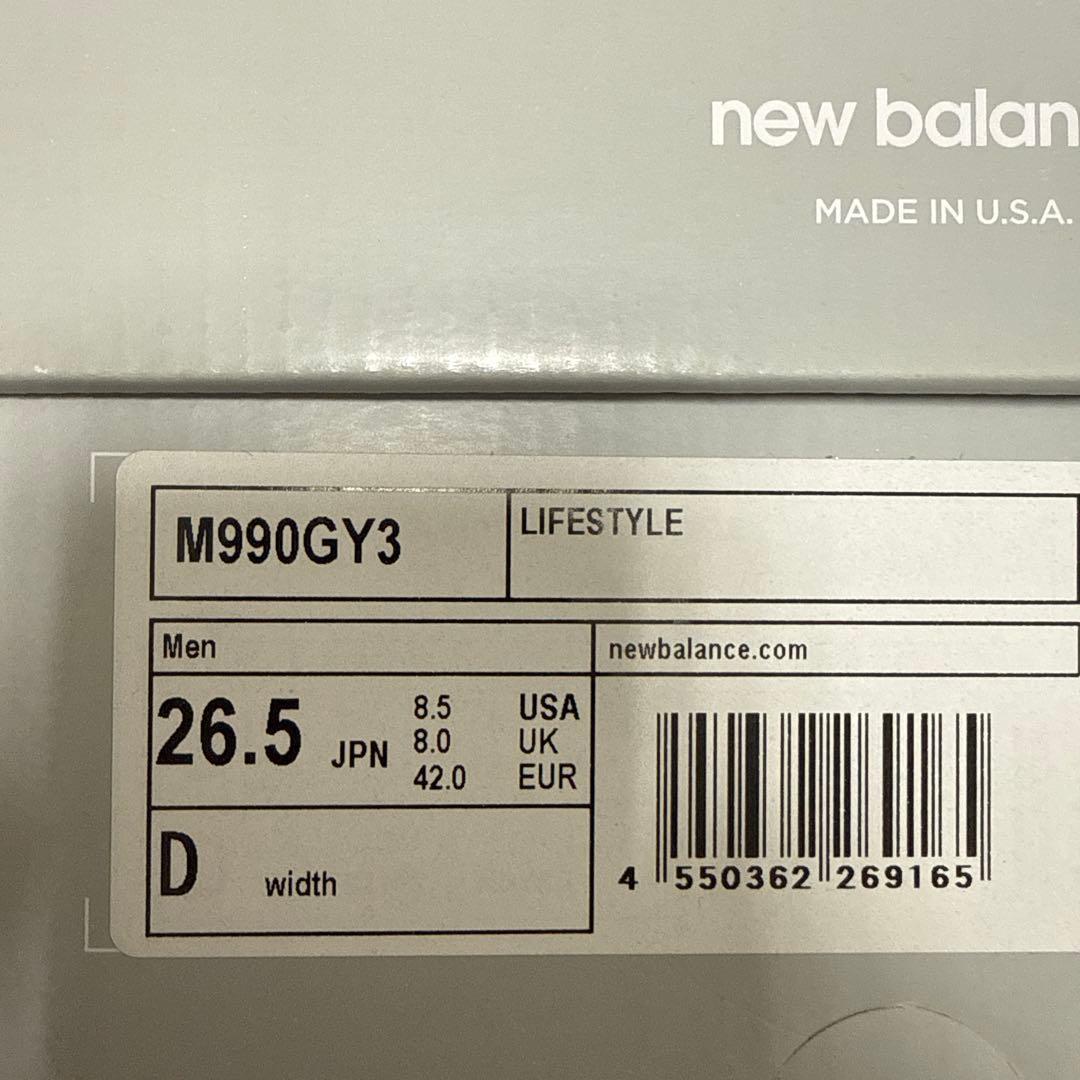 new balan
MADE IN U.S.A.
M990GY3
LIFESTYLE
Men
newbalance.com
26.5 JPN
8.5 USA
8.0 UK
42.0 EUR
D width
4 550362 269165